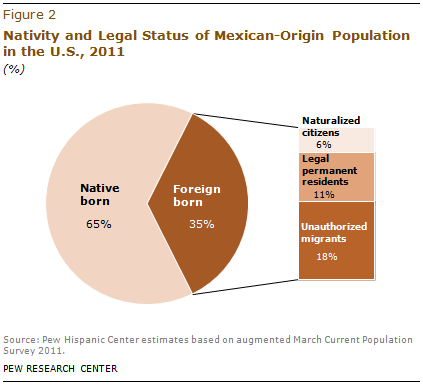 Figure 2
Nativity and Legal Status of Mexican-Origin Population
in the U.S., 2011
(%)
Native
born
65%
Foreign
born
35%
Naturalized
citizens
6%
Legal
permanent
residents
11%
Unauthorized
migrants
18%
Source: Pew Hispanic Center estimates based on augmented March Current Population
Survey 2011.
PEW RESEARCH CENTER